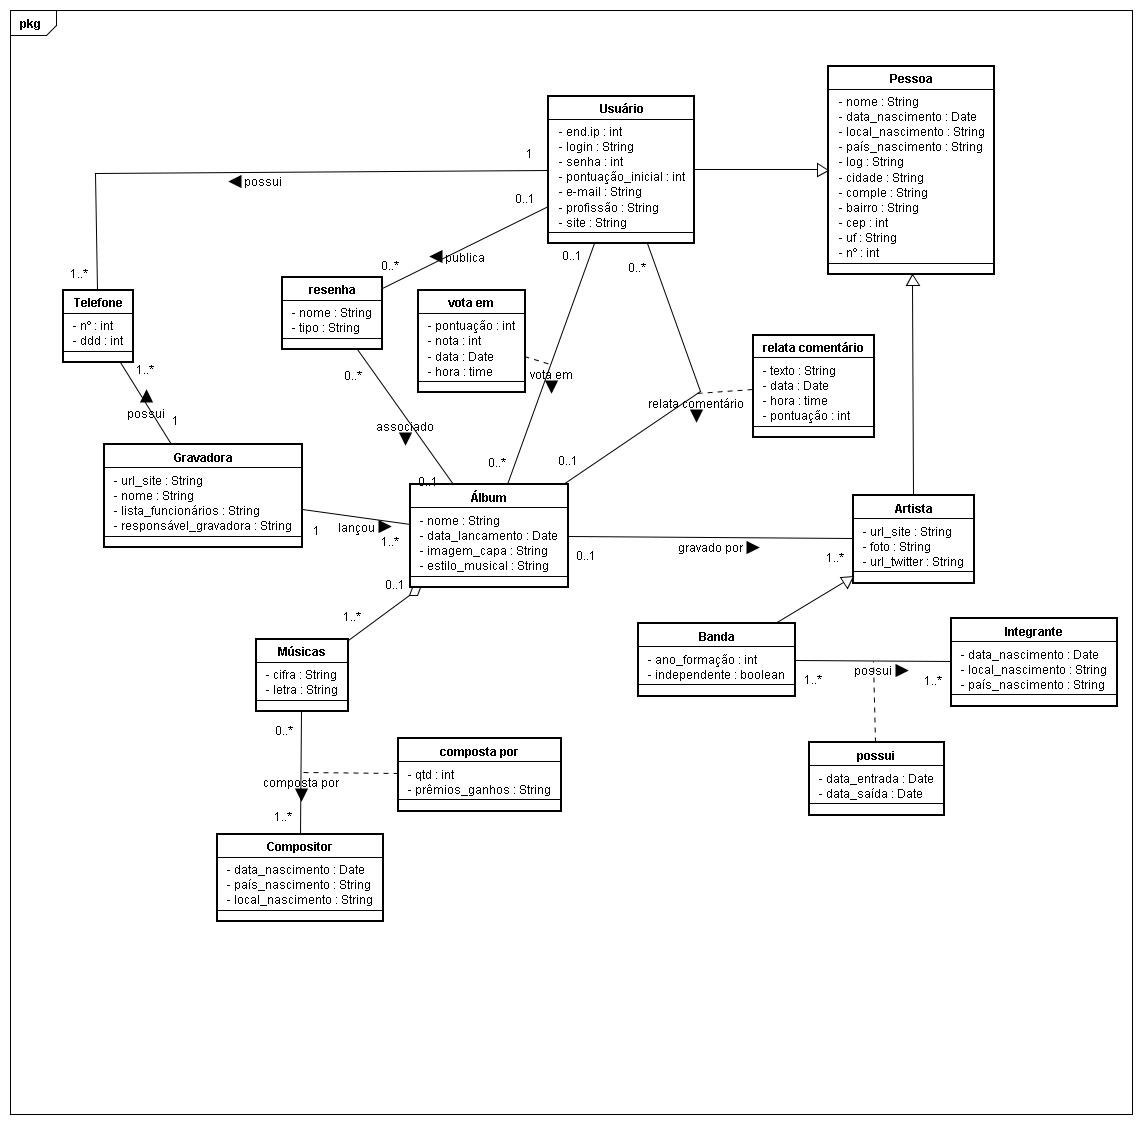 pkg
Pessoa
- nome : String
- data_nascimento : Date
- local_nascimento : String
- país_nascimento : String
- log : String
- cidade : String
- comple : String
- bairro : String
- cep : int
- uf : String
- nº : int
Usuário
- end.ip : int
- login : String
- senha : int
- pontuação_inicial : int
- e-mail : String
- profissão : String
- site : String
1
possui
1..*
0..1
publica
0..*
0..1
0..*
Telefone
- nº : int
- ddd : int
resenha
- nome : String
- tipo : String
vota em
- pontuação : int
- nota : int
- data : Date
- hora : time
vota em
relata comentário
- texto : String
- data : Date
- hora : time
- pontuação : int
relata comentário
1..*
possui
1
0..*
associado
0..1
0..*
0..1
Gravadora
- url_site : String
- nome : String
- lista_funcionários : String
- responsável_gravadora : String
1
lançou
1..*
Álbum
- nome : String
- data_lancamento : Date
- imagem_capa : String
- estilo_musical : String
0..1
gravado por
1..*
Artista
- url_site : String
- foto : String
- url_twitter : String
0..1
1..*
Músicas
- cifra : String
- letra : String
Banda
- ano_formação : int
- independente : boolean
1..*
possui
1..*
Integrante
- data_nascimento : Date
- local_nascimento : String
- país_nascimento : String
possui
- data_entrada : Date
- data_saída : Date
0..*
composta por
1..*
composta por
- qtd : int
- prêmios_ganhos : String
Compositor
- data_nascimento : Date
- país_nascimento : String
- local_nascimento : String